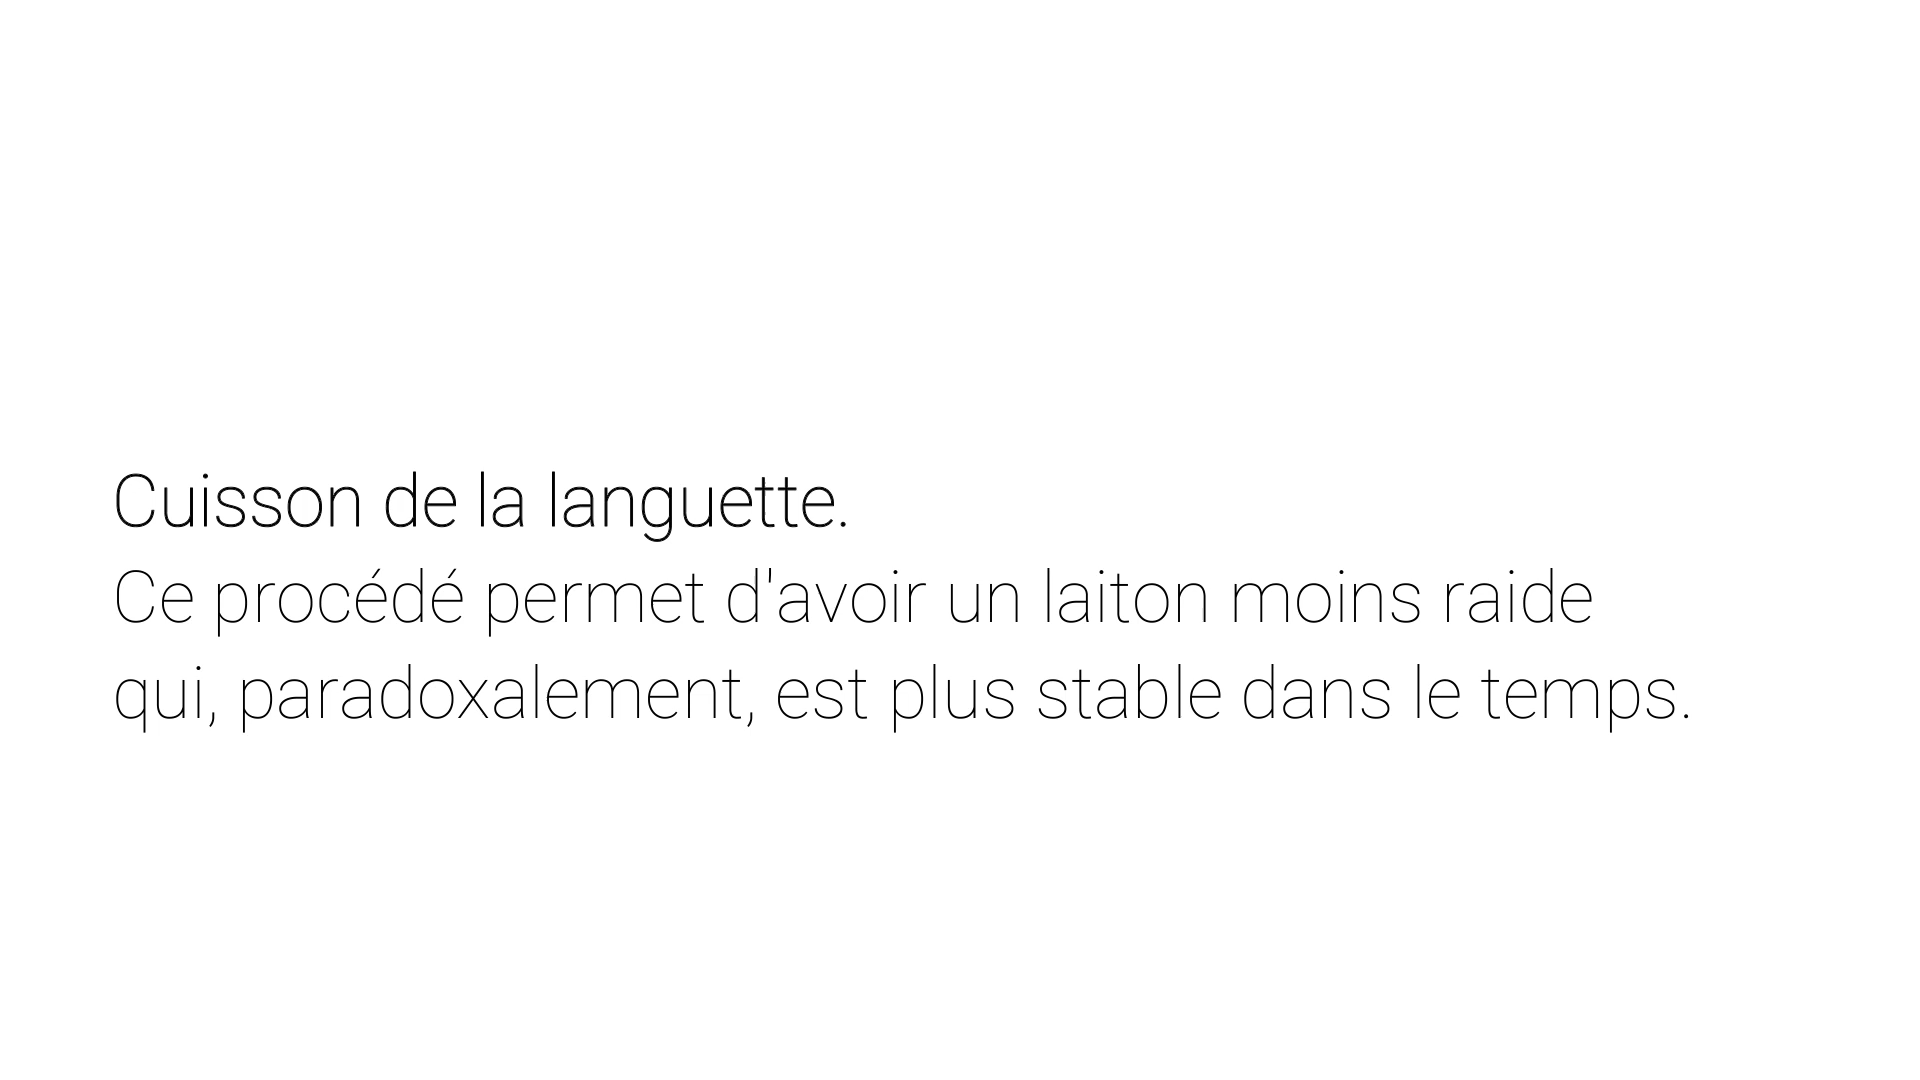 Cuisson de la languette.
Ce procédé permet d'avoir un laiton moins raide
qui, paradoxalement, est plus stable dans le temps.